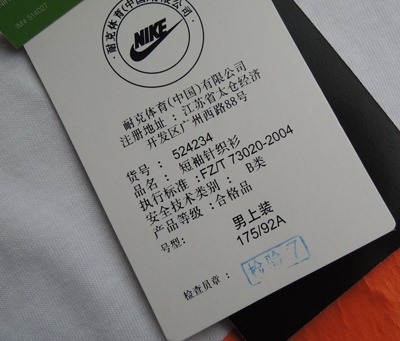 耐克体育(中国)有限公司
NIKE
耐克体育(中国)有限公司
注册地址：江苏省太仓经济
开发区广州西路88号
货号：524234
品名：短袖针织衫
执行标准：FZ/T 73020-2004
安全技术类别：B类
产品等级：合格品
号型：男上装
175/92A
检查员章：检验 7